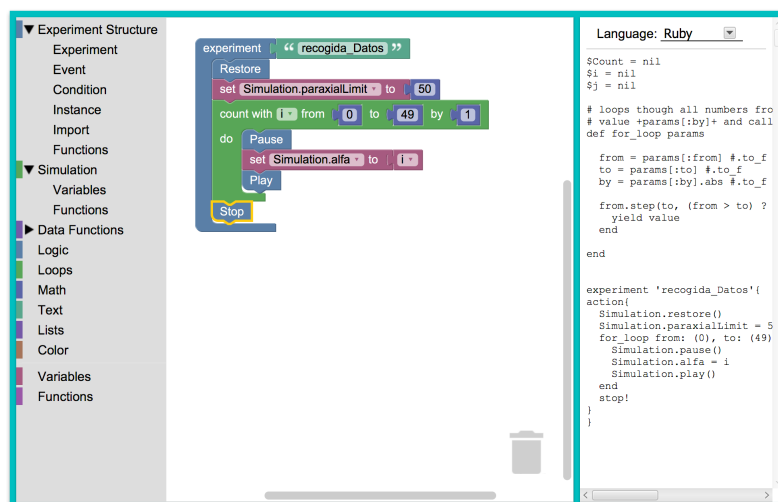 Experiment Structure
Experiment
Event
Condition
Instance
Import
Functions
Simulation
Variables
Functions
Data Functions
Logic
Loops
Math
Text
Lists
Color
Variables
Functions
experiment “ recogida_Datos ”
Restore
set Simulation.paraxialLimit to 50
count with i from 0 to 49 by 1
do Pause
set Simulation.alfa to i
Play
Stop
Language: Ruby
$Count = nil
$i = nil
$j = nil
# loops though all numbers fro
# value +params[:by]+ and call
def for_loop params
from = params[:from] #.to_f
to = params[:to] #.to_f
by = params[:by].abs #.to_f
from.step(to, (from > to) ?
yield value
end
end
experiment 'recogida_Datos'{
action{
Simulation.restore()
Simulation.paraxialLimit = 5
for_loop from: (0), to: (49)
Simulation.pause()
Simulation.alfa = i
Simulation.play()
end
stop!
}
}